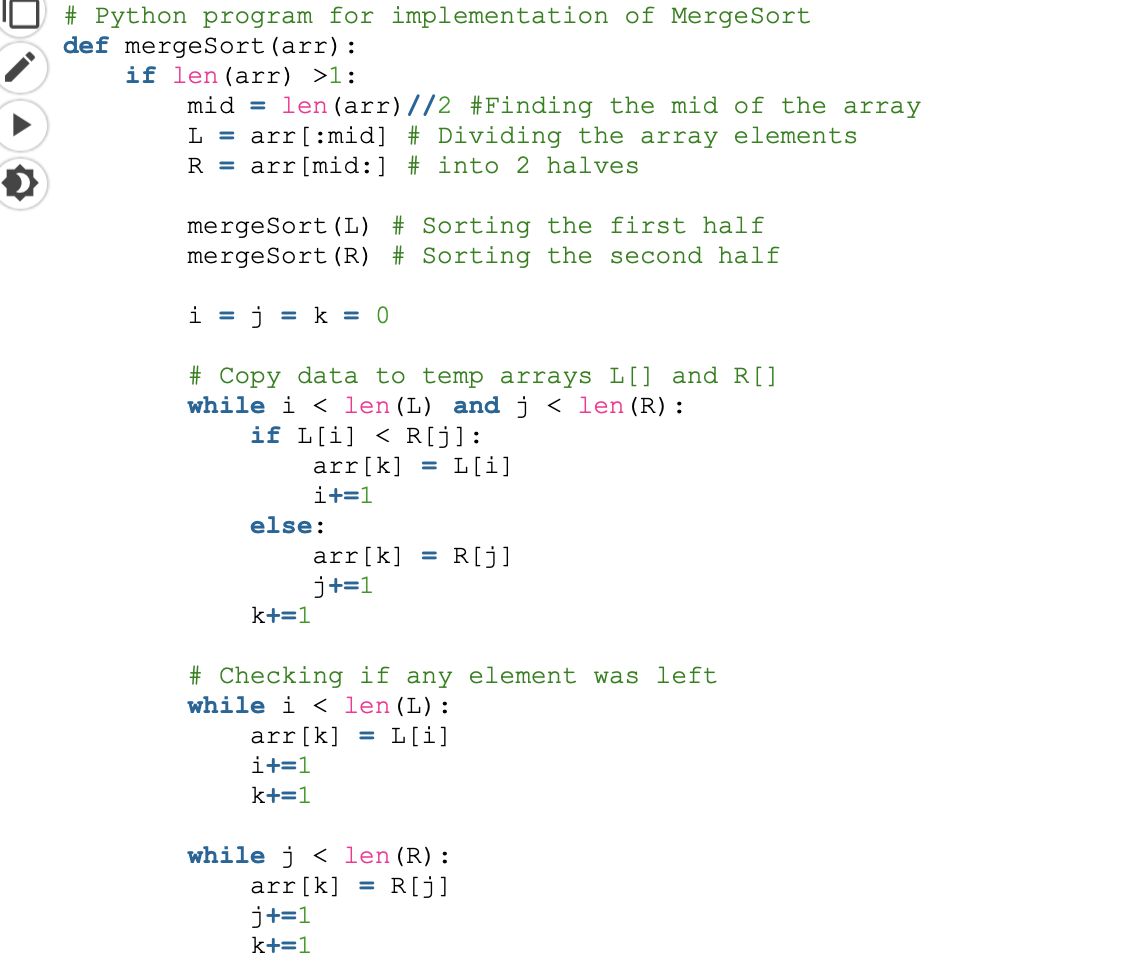 # Python program for implementation of MergeSort
def mergeSort(arr):
    if len(arr) >1:
        mid = len(arr)//2 #Finding the mid of the array
        L = arr[:mid] # Dividing the array elements
        R = arr[mid:] # into 2 halves

        mergeSort(L) # Sorting the first half
        mergeSort(R) # Sorting the second half

        i = j = k = 0

        # Copy data to temp arrays L[] and R[]
        while i < len(L) and j < len(R):
            if L[i] < R[j]:
                arr[k] = L[i]
                i+=1
            else:
                arr[k] = R[j]
                j+=1
            k+=1

        # Checking if any element was left
        while i < len(L):
            arr[k] = L[i]
            i+=1
            k+=1

        while j < len(R):
            arr[k] = R[j]
            j+=1
            k+=1